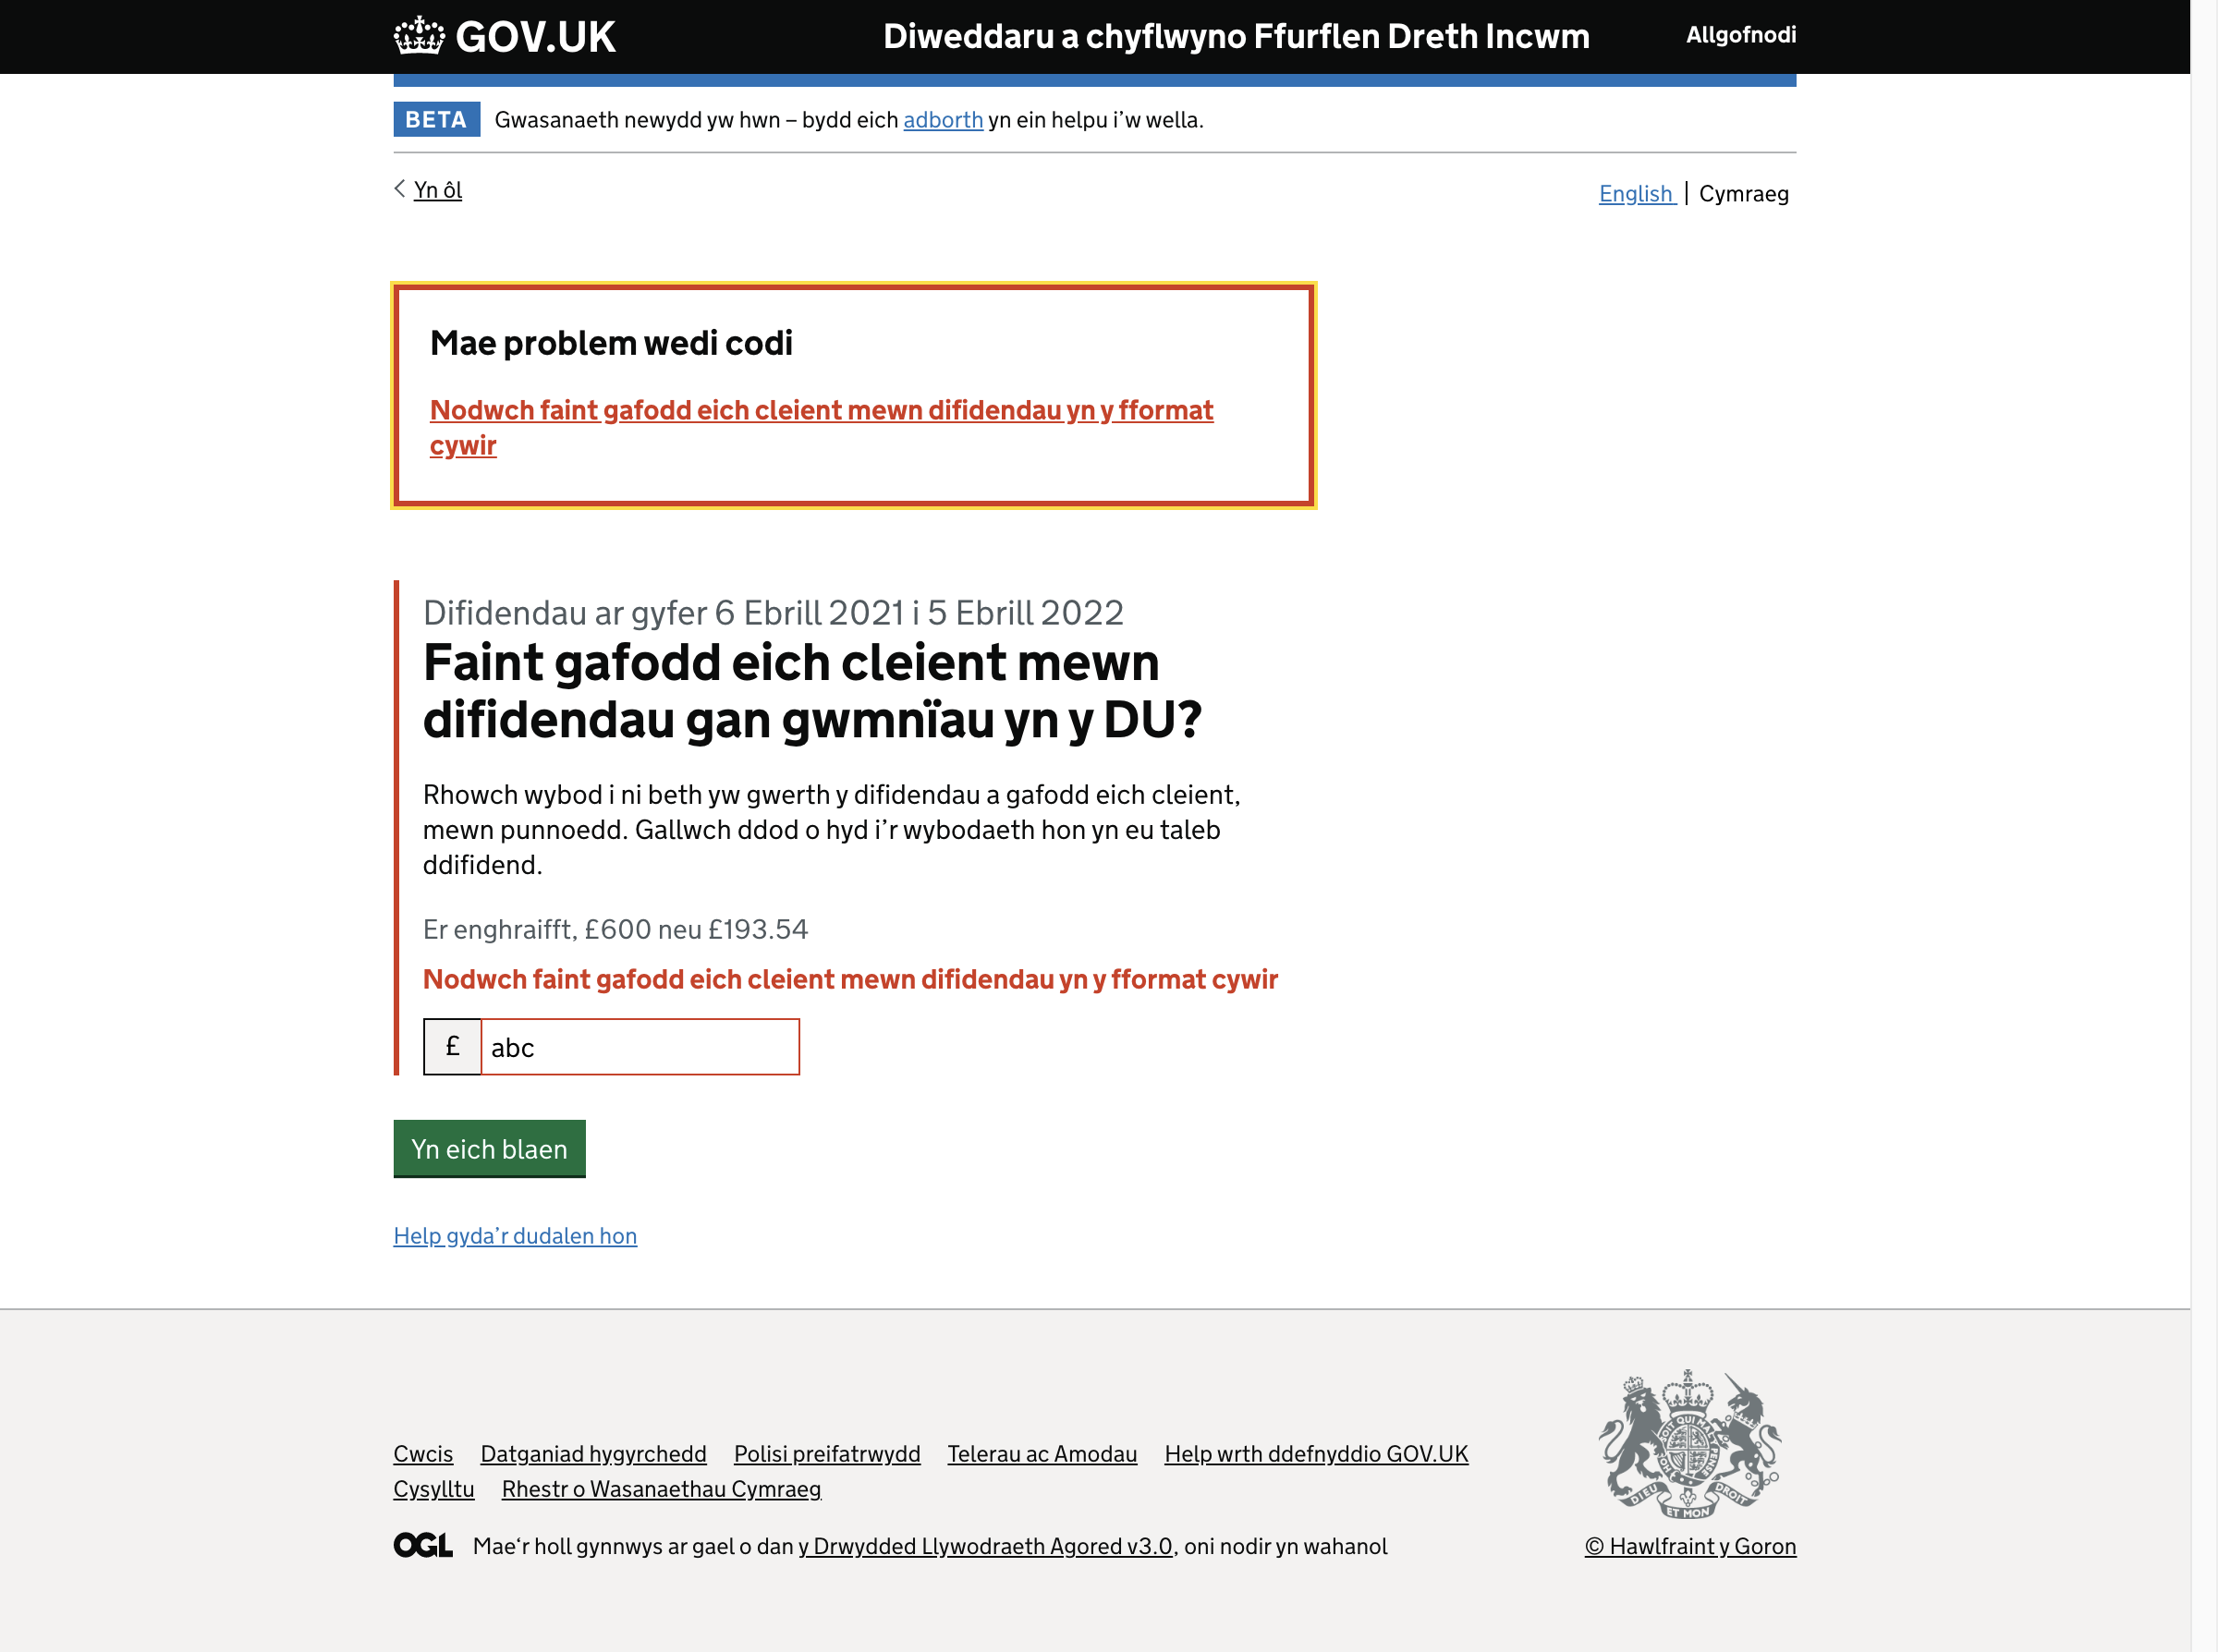 GOV.UK
Diweddaru a chyflwyno Ffurflen Dreth Incwm
Allgofnodi
BETA
Gwasanaeth newydd yw hwn – bydd eich adborth yn ein helpu i’w wella.
Yn ôl
English | Cymraeg
Mae problem wedi codi
Nodwch faint gafodd eich cleient mewn difidendau yn y fformat
cywir
Difidendau ar gyfer 6 Ebrill 2021 i 5 Ebrill 2022
Faint gafodd eich cleient mewn
difidendau gan gwmnïau yn y DU?
Rhowch wybod i ni beth yw gwerth y difidendau a gafodd eich cleient,
mewn punnoedd. Gallwch ddod o hyd i’r wybodaeth hon yn eu taleb
ddifidend.
Er enghraifft, £600 neu £193.54
Nodwch faint gafodd eich cleient mewn difidendau yn y fformat cywir
£ abc
Yn eich blaen
Help gyda’r dudalen hon
Cwcis Datganiad hygyrchedd Polisi preifatrwydd Telerau ac Amodau Help wrth ddefnyddio GOV.UK
Cysylltu Rhestr o Wasanaethau Cymraeg
OGL Mae‘r holl gynnwys ar gael o dan y Drwydded Llywodraeth Agored v3.0, oni nodir yn wahanol
DIEU ET MON DROIT
© Hawlfraint y Goron